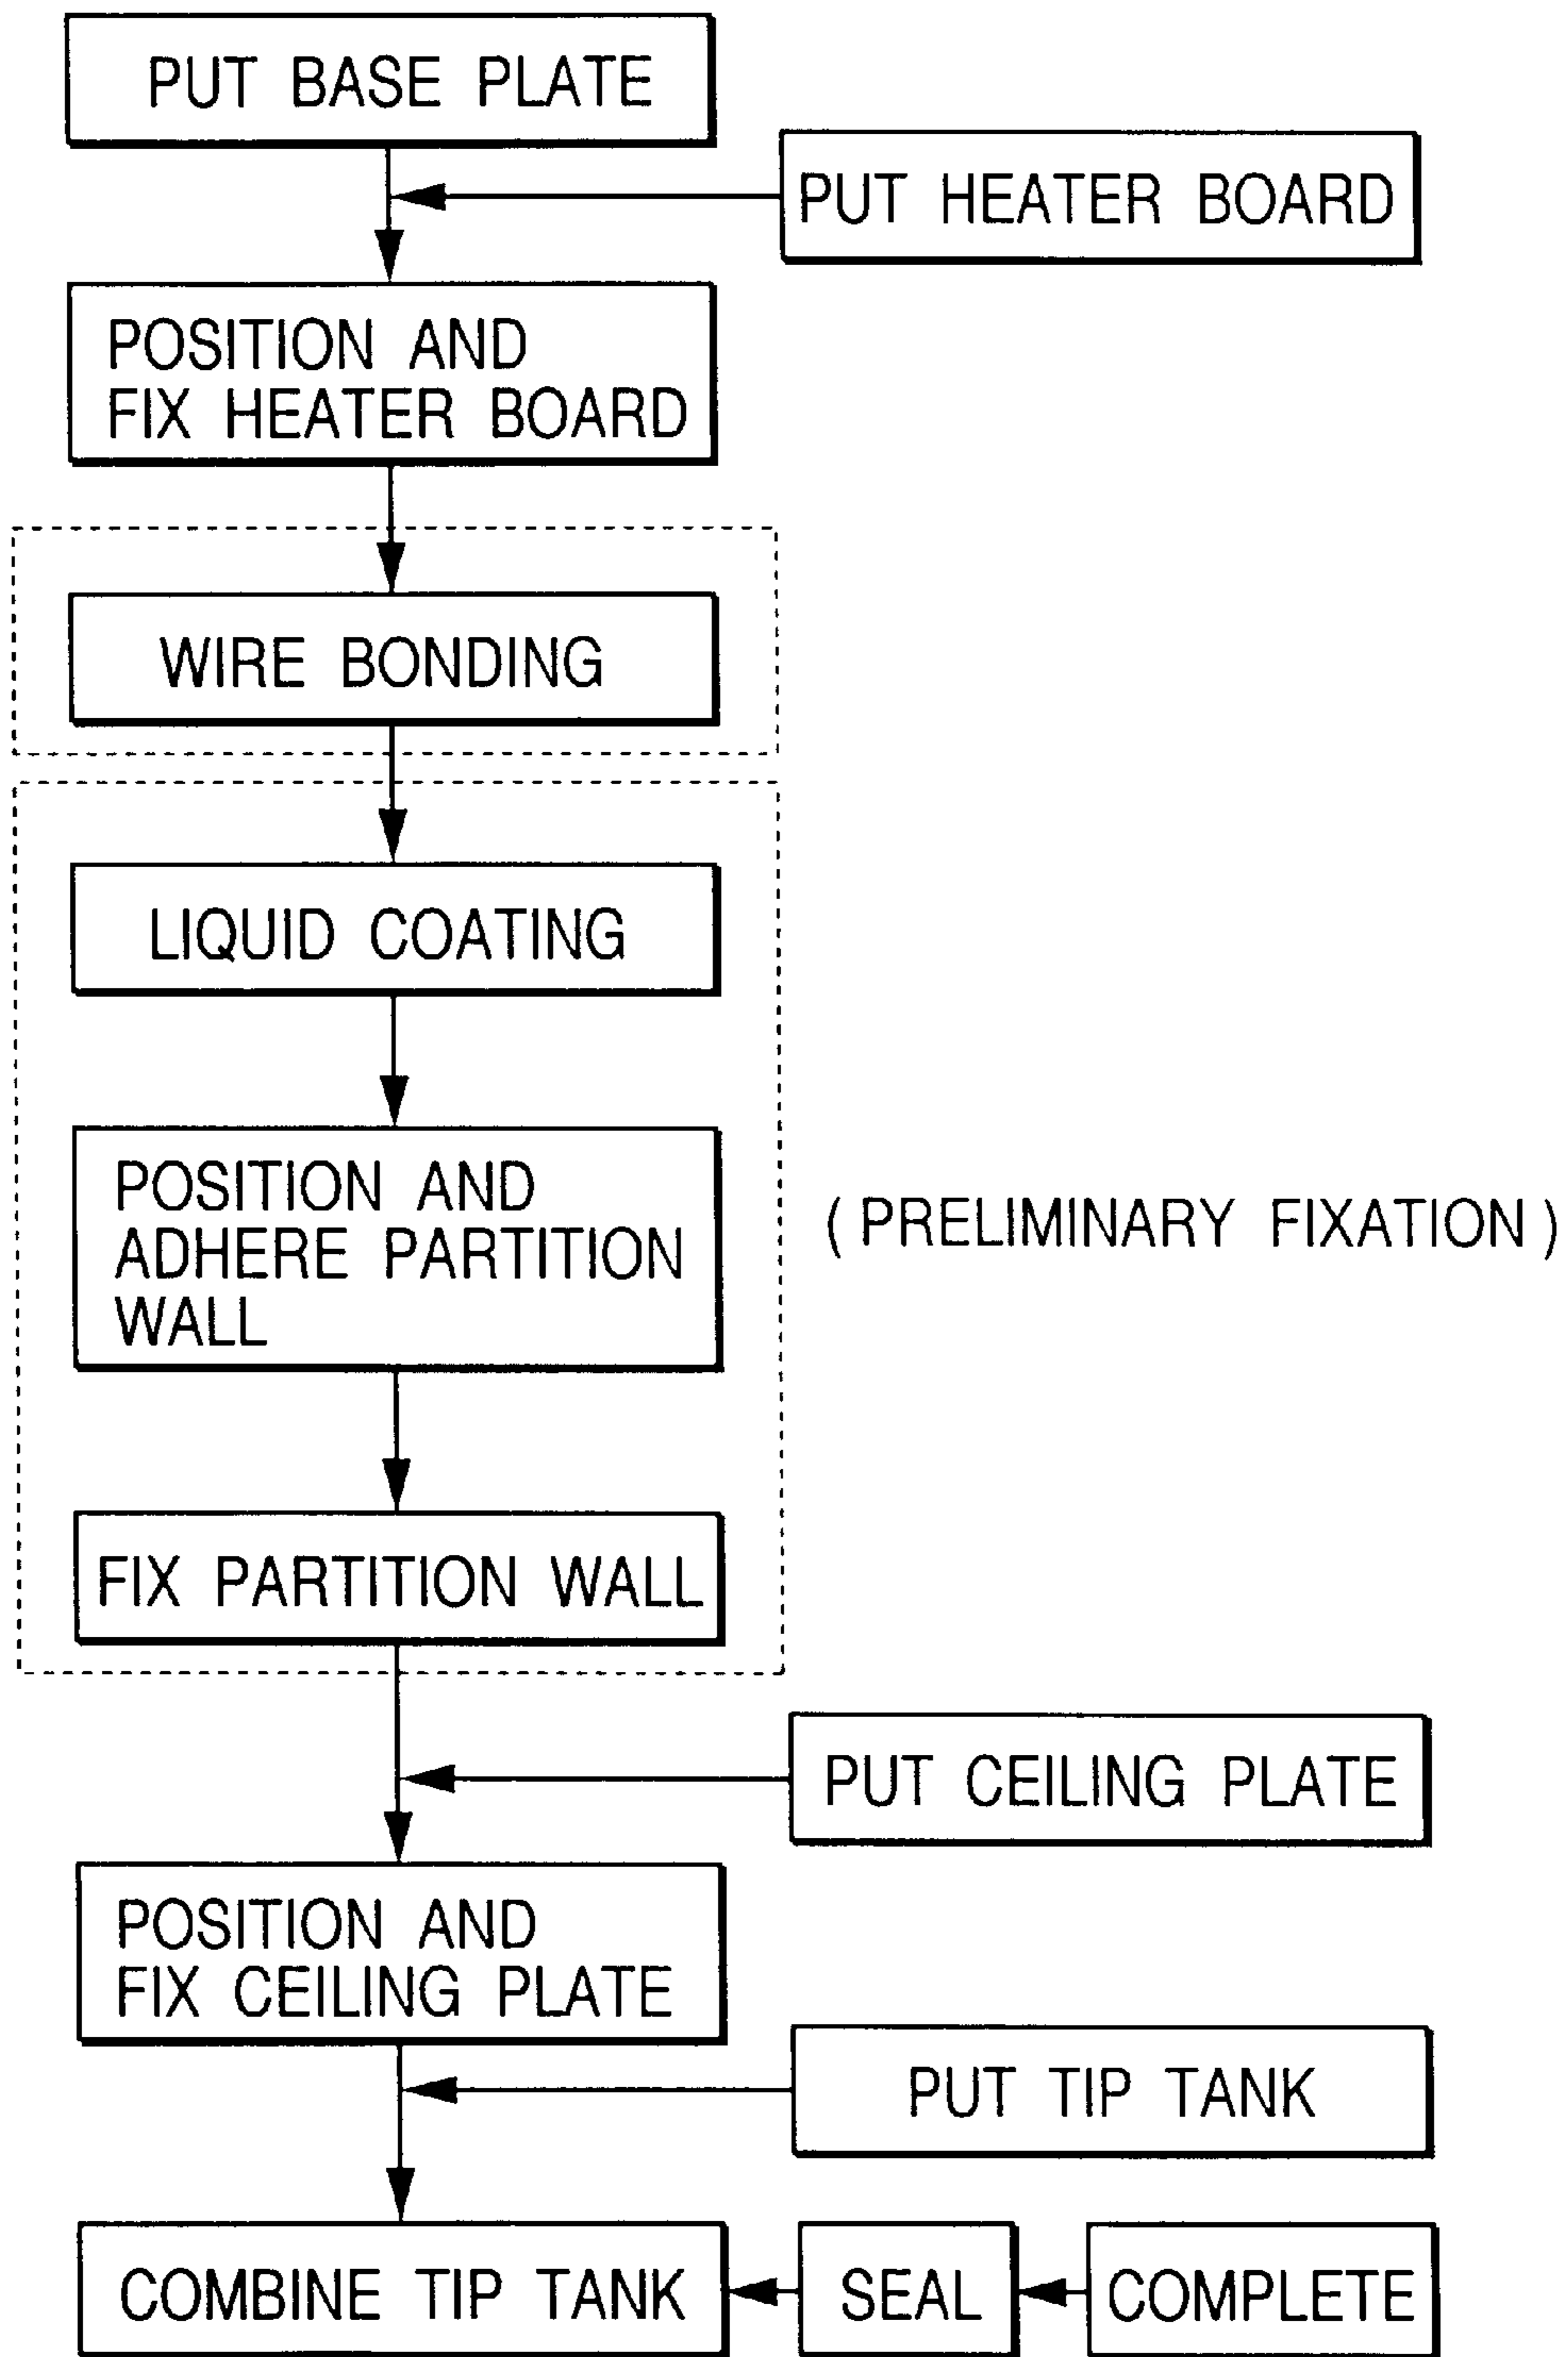 PUT BASE PLATE
PUT HEATER BOARD
POSITION AND
FIX HEATER BOARD
WIRE BONDING
LIQUID COATING
POSITION AND
ADHERE PARTITION
WALL
( PRELIMINARY FIXATION )
FIX PARTITION WALL
PUT CEILING PLATE
POSITION AND
FIX CEILING PLATE
PUT TIP TANK
COMBINE TIP TANK
SEAL
COMPLETE